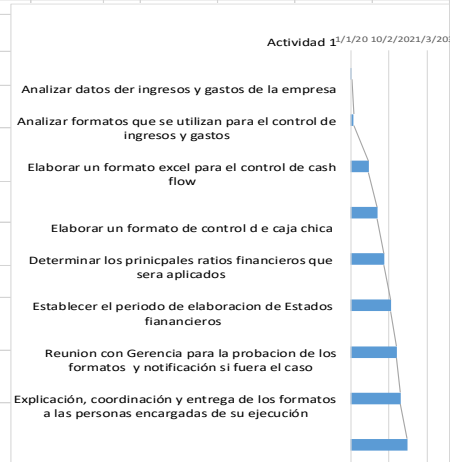 Actividad 1
1/1/20 10/2/2021/3/20
Analizar datos der ingresos y gastos de la empresa
Analizar formatos que se utilizan para el control de
ingresos y gastos
Elaborar un formato excel para el control de cash
flow
Elaborar un formato de control d e caja chica
Determinar los prinicpales ratios financieros que
sera aplicados
Establecer el periodo de elaboracion de Estados
fianancieros
Reunion con Gerencia para la probacion de los
formatos y notificación si fuera el caso
Explicación, coordinación y entrega de los formatos
a las personas encargadas de su ejecución